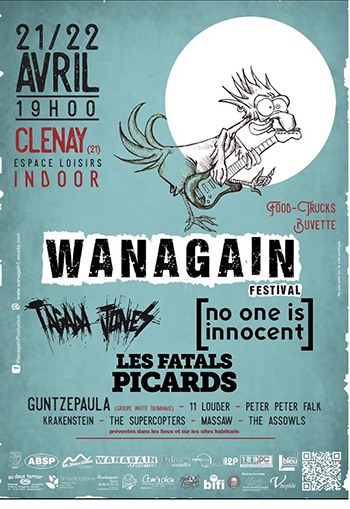 21/22
AVRIL
19H00
CLENAY (21)
ESPACE LOISIRS
INDOOR
FOOD-TRUCKS
BUVETTE
WANAGAIN
FESTIVAL
TAGADA JONES
[no one is
innocent]
LES FATALS
PICARDS
GUNTZEPAULA (GROUPE INVITE TAIWANAIS) - 11 LOUDER - PETER PETER FALK
KRAKENSTEIN - THE SUPERCOPTERS - MASSAW - THE ASSOWLS
préventes dans les lieux et sur les sites habituels
ABSP
WANAGAIN
bleu
bifi